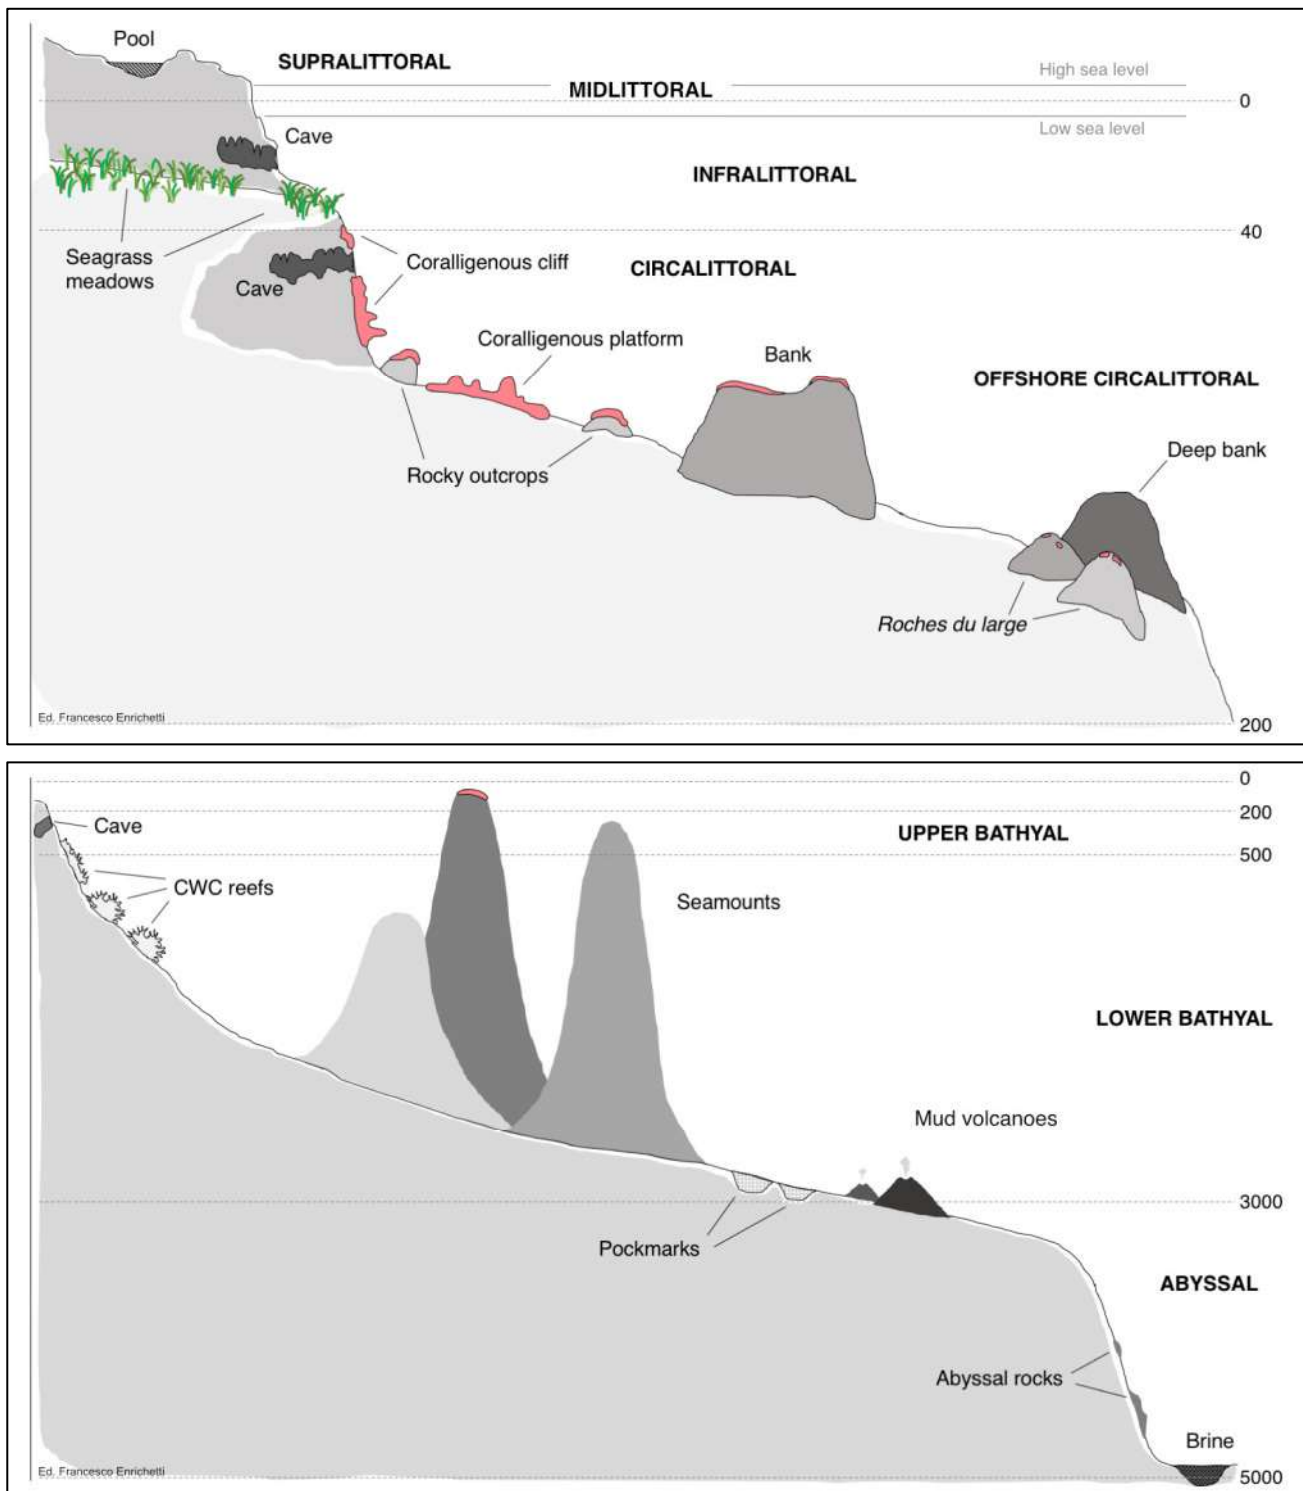 Pool
SUPRALITTORAL
High sea level
MIDLITTORAL
0
Low sea level
Cave
INFRALITTORAL
40
Seagrass
meadows
Coralligenous cliff
CIRCALITTORAL
Cave
Coralligenous platform
Bank
OFFSHORE CIRCALITTORAL
Deep bank
Rocky outcrops
Roches du large
Ed. Francesco Enrichetti
200
0
200
Cave
UPPER BATHYAL
500
CWC reefs
Seamounts
LOWER BATHYAL
Mud volcanoes
3000
Pockmarks
ABYSSAL
Abyssal rocks
Brine
Ed. Francesco Enrichetti
5000